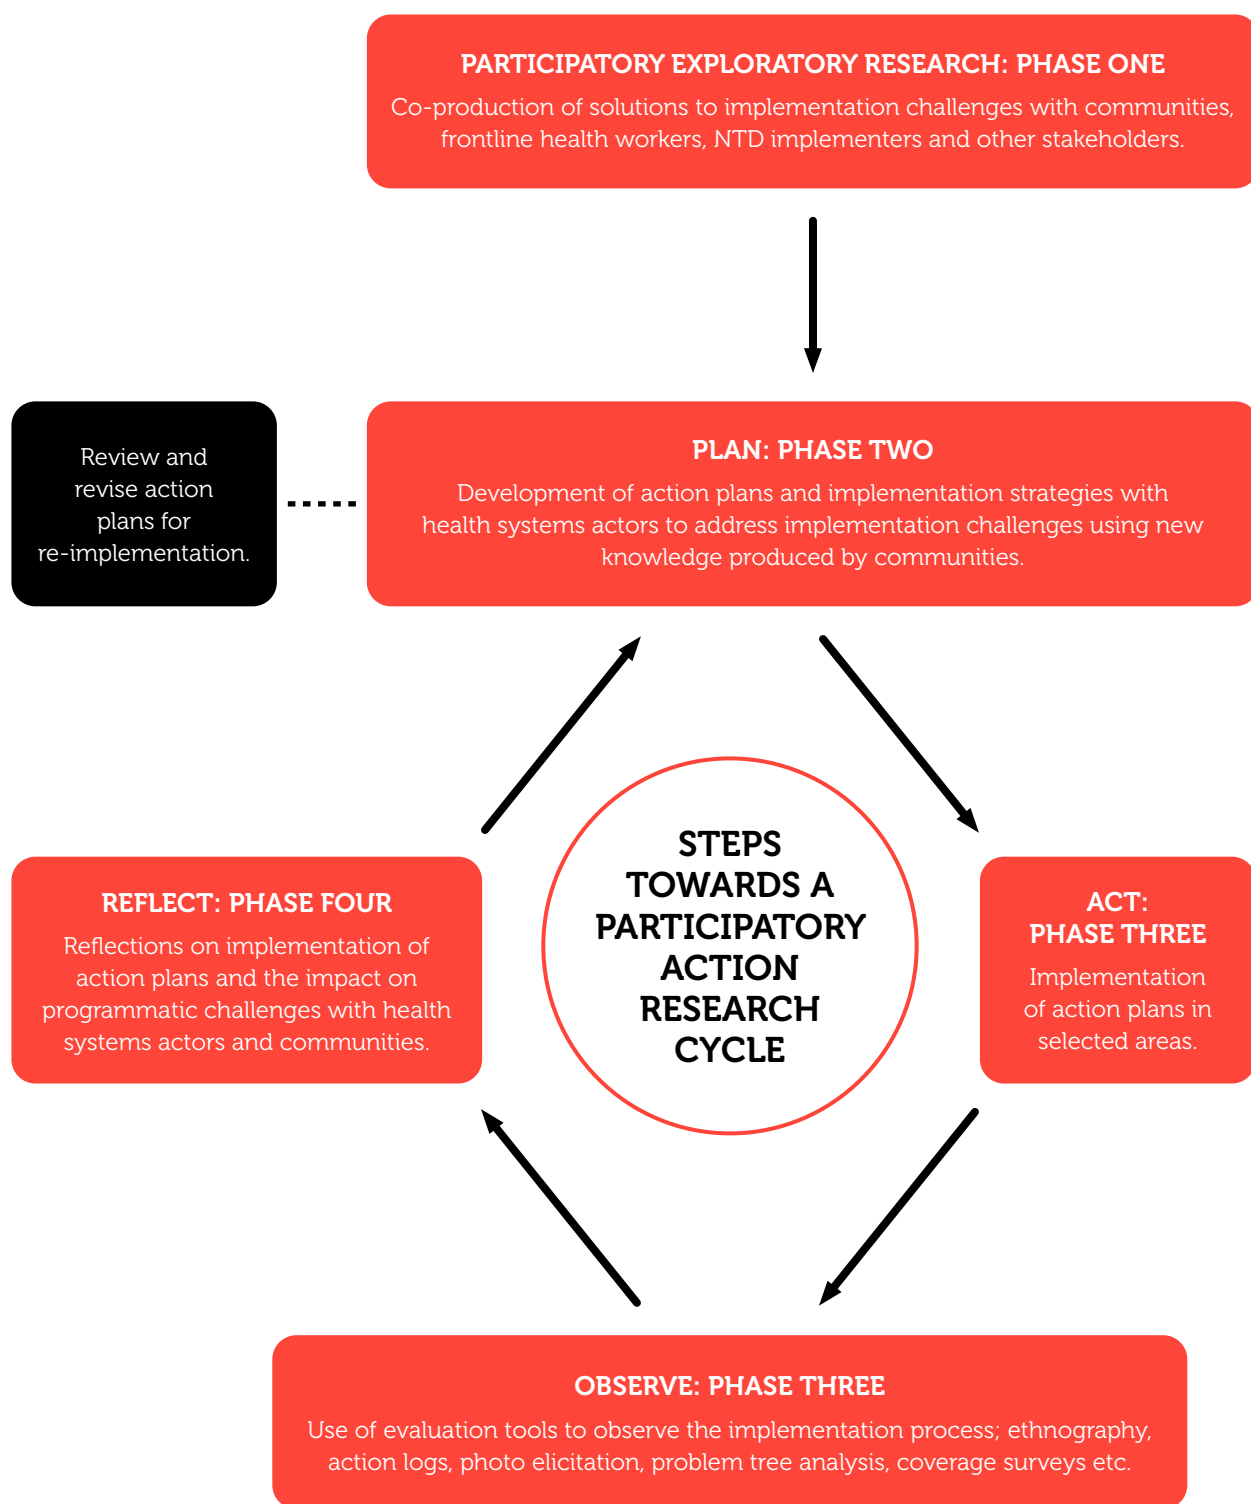 PARTICIPATORY EXPLORATORY RESEARCH: PHASE ONE
Co-production of solutions to implementation challenges with communities,
frontline health workers, NTD implementers and other stakeholders.
Review and
revise action
plans for
re-implementation.
PLAN: PHASE TWO
Development of action plans and implementation strategies with
health systems actors to address implementation challenges using new
knowledge produced by communities.
STEPS
TOWARDS A
PARTICIPATORY
ACTION
RESEARCH
CYCLE
ACT:
PHASE THREE
Implementation
of action plans in
selected areas.
OBSERVE: PHASE THREE
Use of evaluation tools to observe the implementation process; ethnography,
action logs, photo elicitation, problem tree analysis, coverage surveys etc.
REFLECT: PHASE FOUR
Reflections on implementation of
action plans and the impact on
programmatic challenges with health
systems actors and communities.